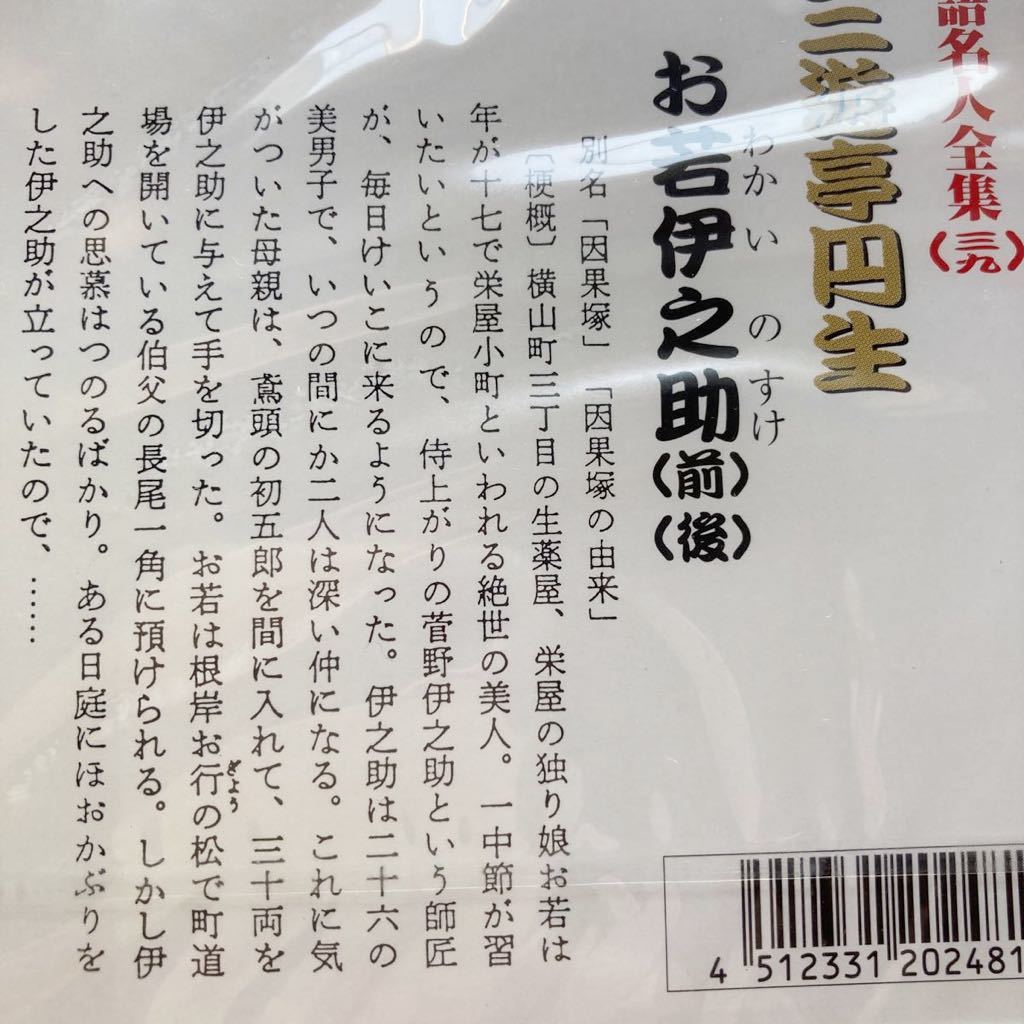 語名人全集(三九)
三遊亭円生
わかい のすけ
お若伊之助(前)(後)
別名「因果塚」「因果塚の由来」
〔梗概〕横山町三丁目の生薬屋、栄屋の独り娘お若は
年が十七で栄屋小町といわれる絶世の美人。一中節が習
いたいというので、侍上がりの菅野伊之助という師匠
が、毎日けいこに来るようになった。伊之助は二十六の
美男子で、いつの間にか二人は深い仲になる。これに気
がついた母親は、鳶頭の初五郎を間に入れて、三十両を
伊之助に与えて手を切った。お若は根岸お行の松で町道
ぎょう
場を開いている伯父の長尾一角に預けられる。しかし伊
之助への思慕はつのるばかり。ある日庭にほおかぶりを
した伊之助が立っていたので、……
4 512331 202481